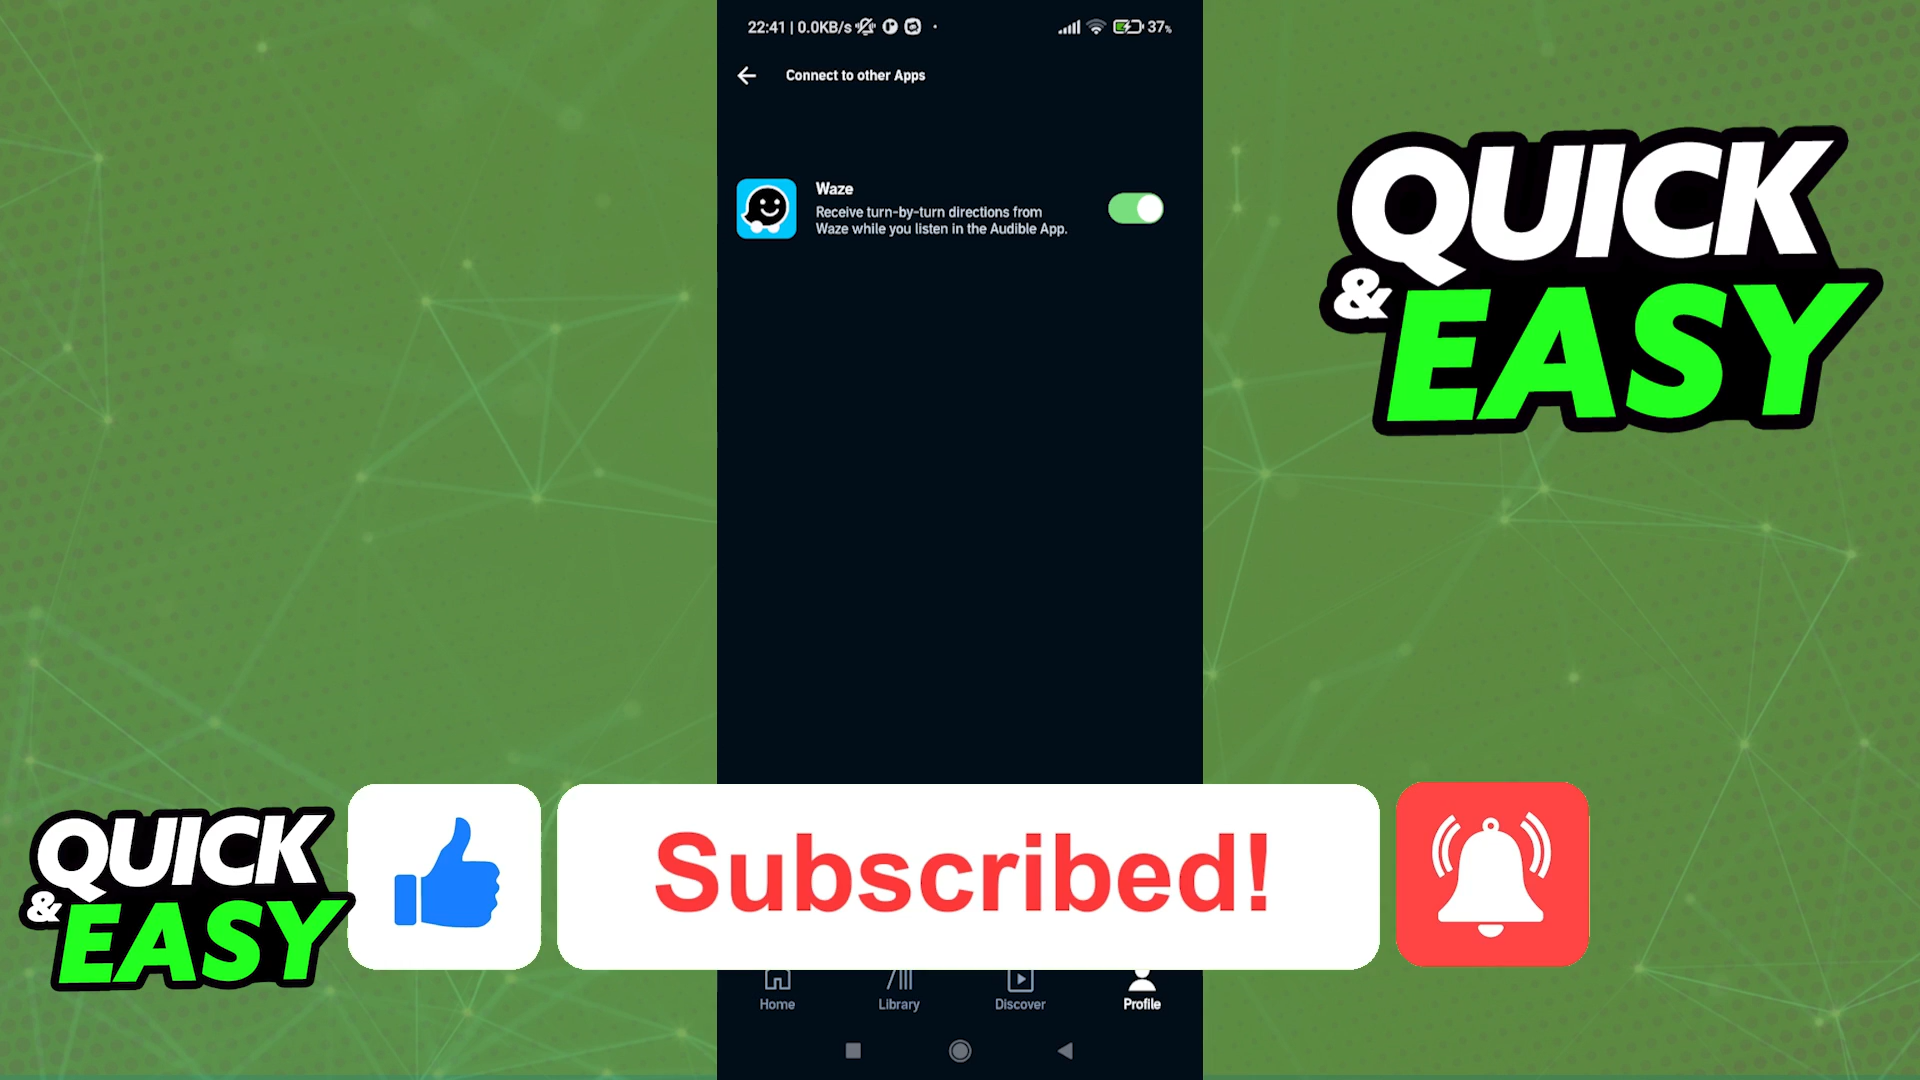 22:41 | 0.0KB/s
37%
Connect to other Apps
Waze
Receive turn-by-turn directions from
Waze while you listen in the Audible App.
QUICK
& EASY
QUICK
& EASY
Subscribed!
Home
Library
Discover
Profile